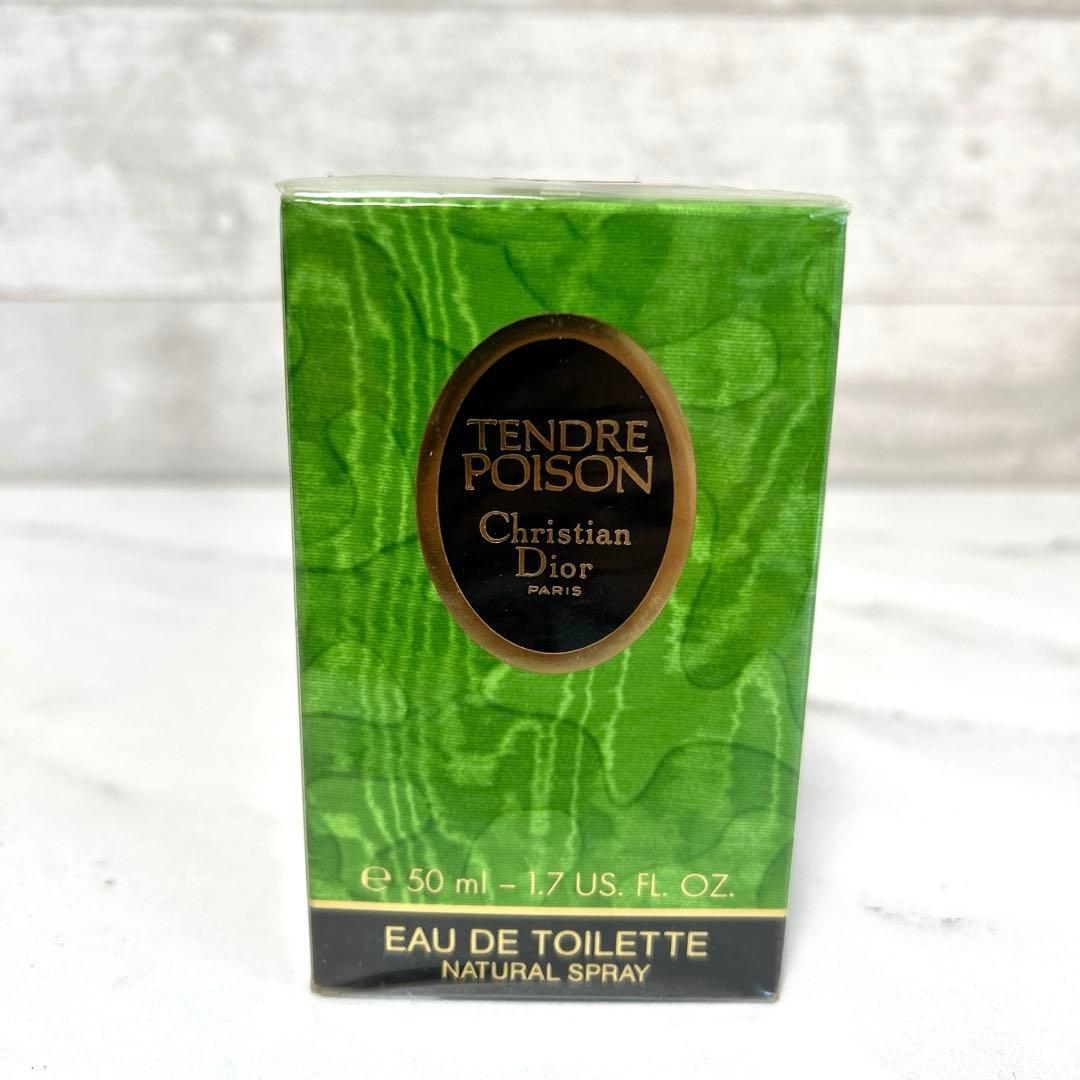 TENDRE
POISON
Christian
Dior
PARIS
℮ 50 ml – 1.7 US. FL. OZ.
EAU DE TOILETTE
NATURAL SPRAY